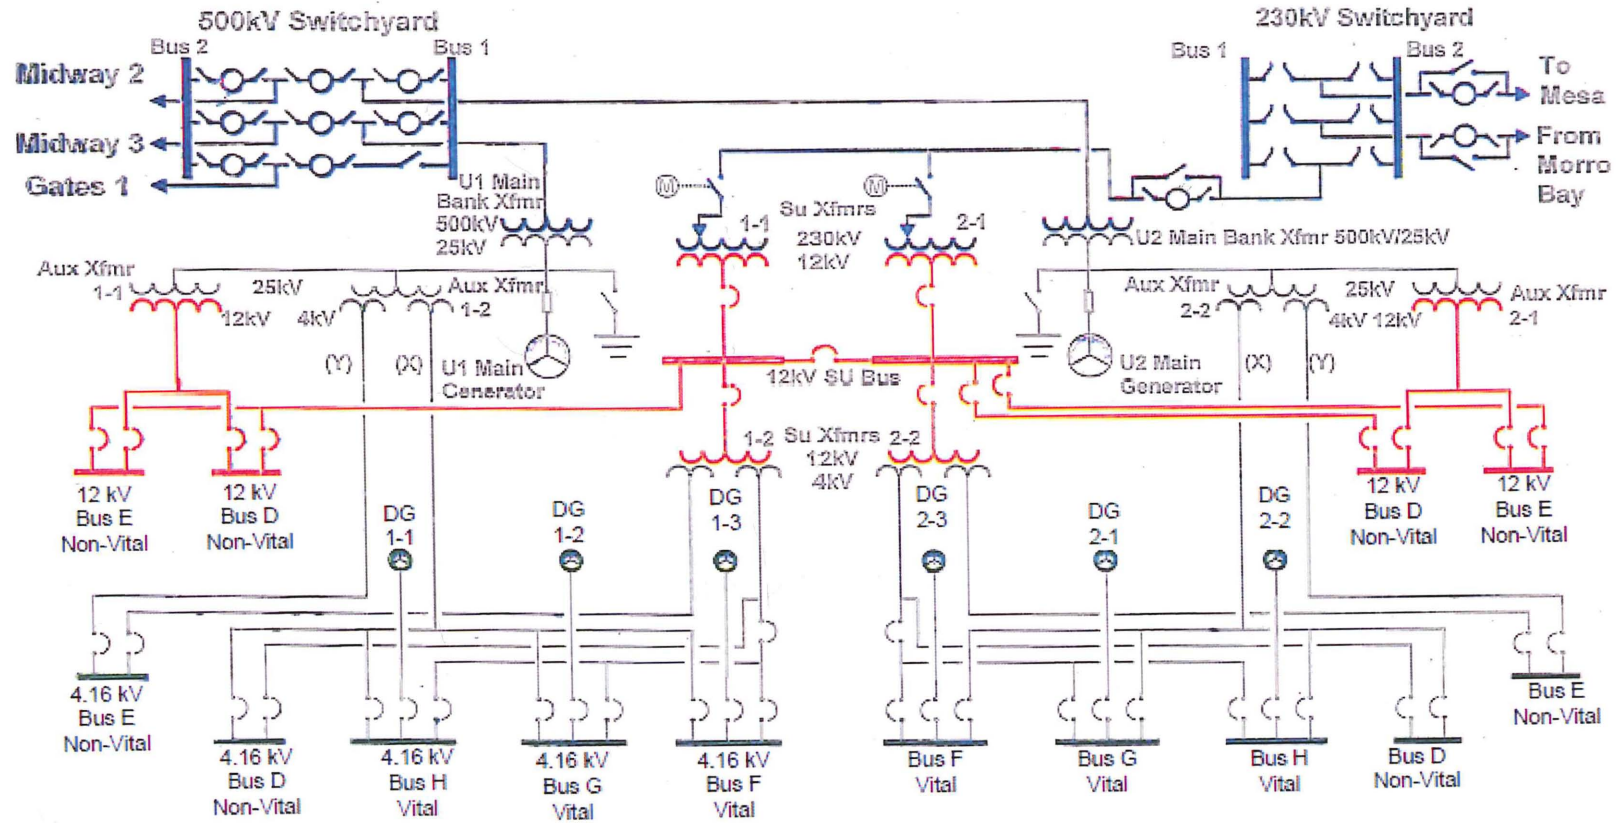 500kV Switchyard
230kV Switchyard
Bus 2
Bus 1
Bus 1
Bus 2
Midway 2
Midway 3
Gates 1
To
Mesa
From
Morro
Bay
U1 Main
Bank Xfmr
500kV
25kV
M
M
1-1
Su Xfmrs
2-1
230kV
12kV
U2 Main Bank Xfmr 500kV/25kV
Aux Xfmr
1-1
25kV
12kV
4kV
Aux Xfmr
1-2
Aux Xfmr
2-2
25kV
4kV 12kV
Aux Xfmr
2-1
(Y)
(X)
U1 Main
Generator
12kV SU Bus
U2 Main
Generator
(X)
(Y)
1-2
Su Xfmrs
2-2
12kV
4kV
12 kV
Bus E
Non-Vital
12 kV
Bus D
Non-Vital
DG
1-1
DG
1-2
DG
1-3
DG
2-3
DG
2-1
DG
2-2
12 kV
Bus D
Non-Vital
12 kV
Bus E
Non-Vital
4.16 kV
Bus E
Non-Vital
4.16 kV
Bus D
Non-Vital
4.16 kV
Bus H
Vital
4.16 kV
Bus G
Vital
4.16 kV
Bus F
Vital
Bus F
Vital
Bus G
Vital
Bus H
Vital
Bus D
Non-Vital
Bus E
Non-Vital